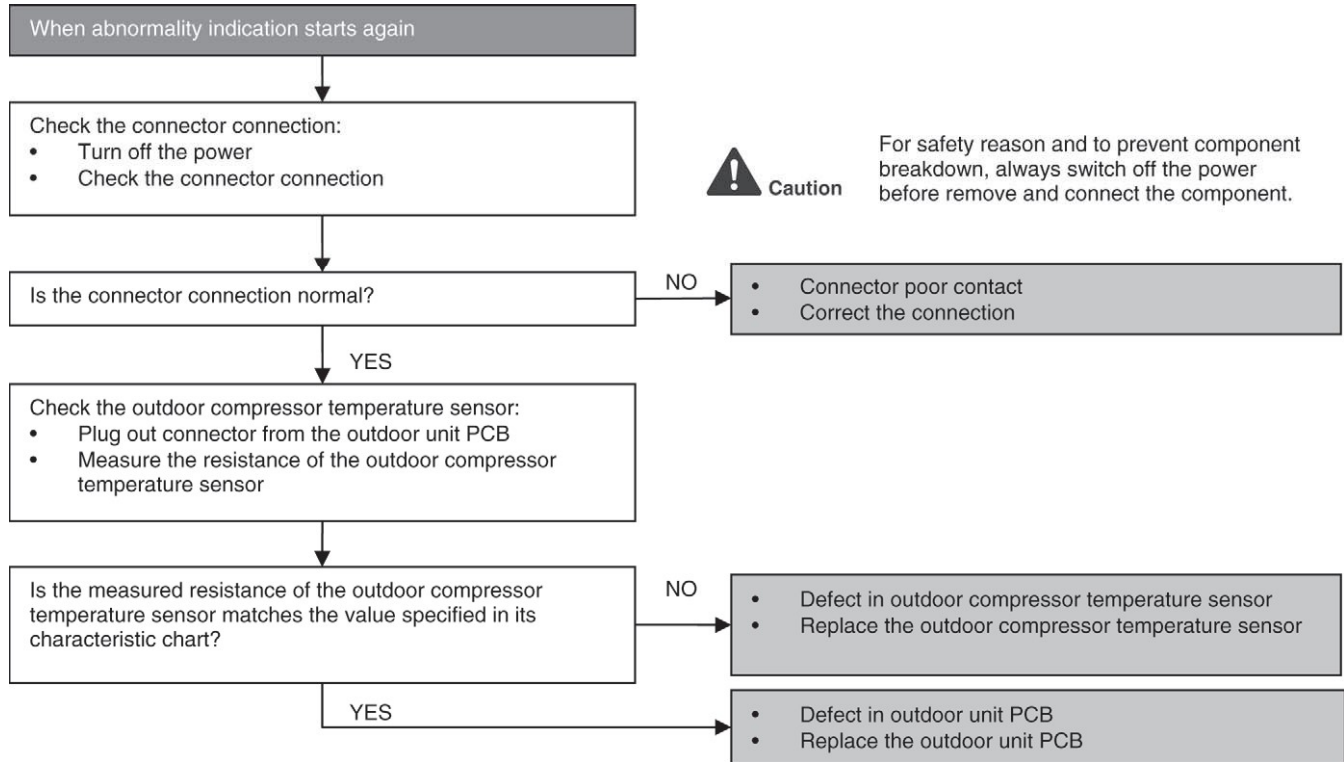 When abnormality indication starts again
Check the connector connection:
• Turn off the power
• Check the connector connection
Caution
For safety reason and to prevent component
breakdown, always switch off the power
before remove and connect the component.
Is the connector connection normal?
NO
• Connector poor contact
• Correct the connection
YES
Check the outdoor compressor temperature sensor:
• Plug out connector from the outdoor unit PCB
• Measure the resistance of the outdoor compressor
temperature sensor
Is the measured resistance of the outdoor compressor
temperature sensor matches the value specified in its
characteristic chart?
NO
• Defect in outdoor compressor temperature sensor
• Replace the outdoor compressor temperature sensor
YES
• Defect in outdoor unit PCB
• Replace the outdoor unit PCB